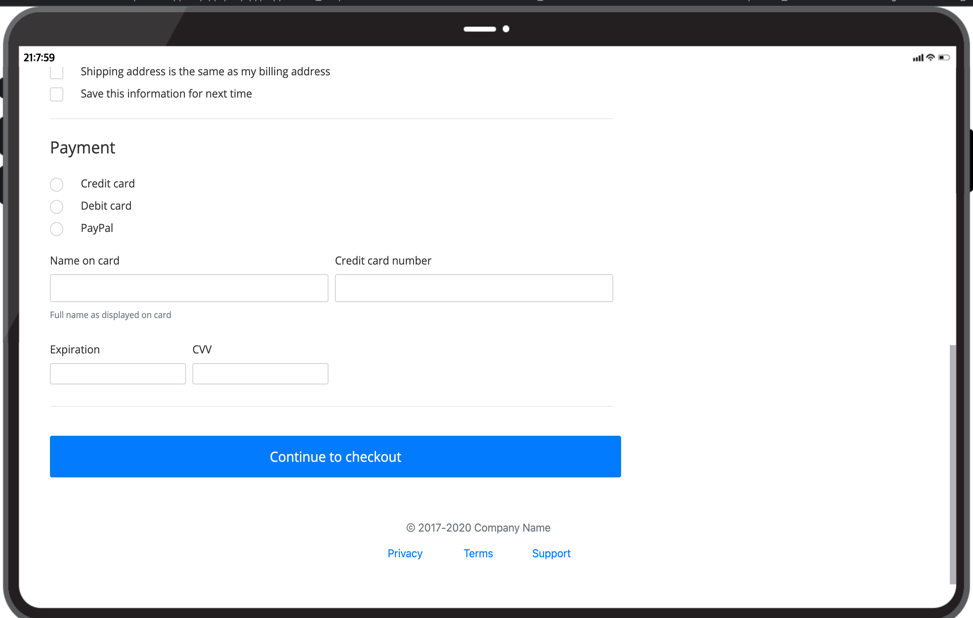 21:7:59
Shipping address is the same as my billing address
Save this information for next time
Payment
Credit card
Debit card
PayPal
Name on card Credit card number
Full name as displayed on card
Expiration CVV
Continue to checkout
© 2017-2020 Company Name
Privacy Terms Support